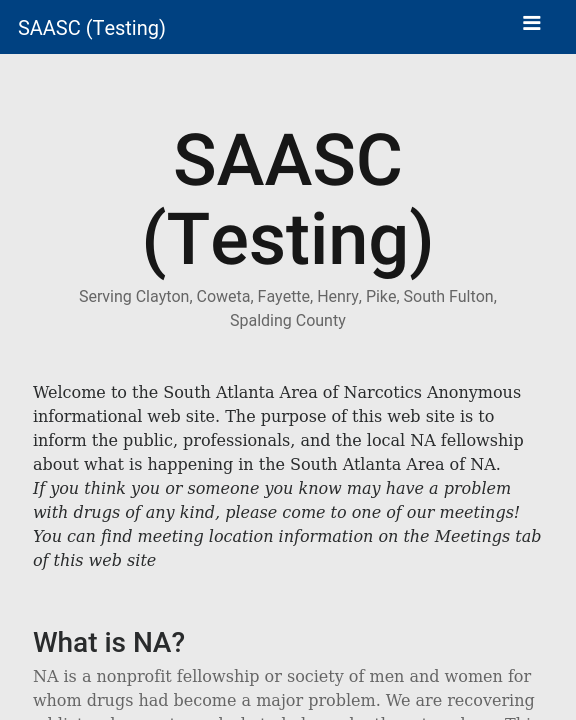 SAASC (Testing)
SAASC
(Testing)
Serving Clayton, Coweta, Fayette, Henry, Pike, South Fulton,
Spalding County
Welcome to the South Atlanta Area of Narcotics Anonymous
informational web site. The purpose of this web site is to
inform the public, professionals, and the local NA fellowship
about what is happening in the South Atlanta Area of NA.
If you think you or someone you know may have a problem
with drugs of any kind, please come to one of our meetings!
You can find meeting location information on the Meetings tab
of this web site
What is NA?
NA is a nonprofit fellowship or society of men and women for
whom drugs had become a major problem. We are recovering